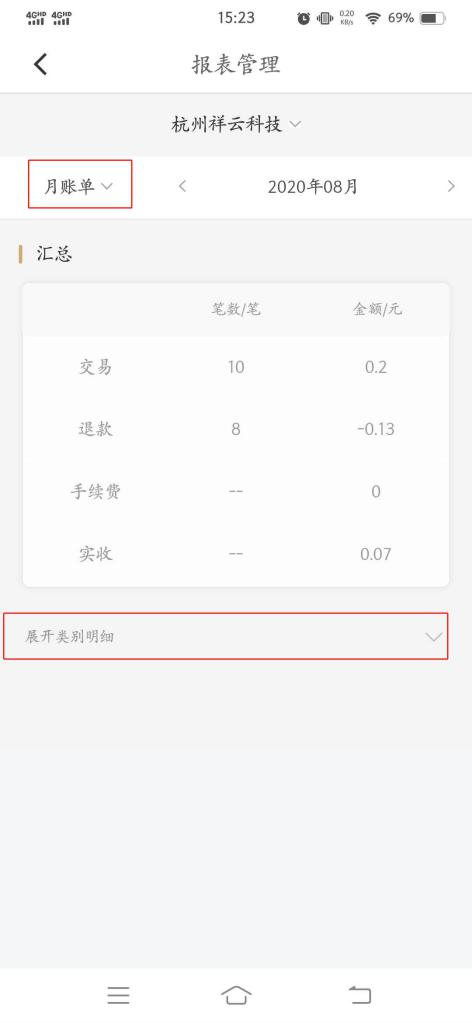 4GHD 4GHD 15:23 0.20 KB/s 69%
报表管理
杭州祥云科技
月账单 2020年08月
汇总
笔数/笔 金额/元
交易 10 0.2
退款 8 -0.13
手续费 -- 0
实收 -- 0.07
展开类别明细